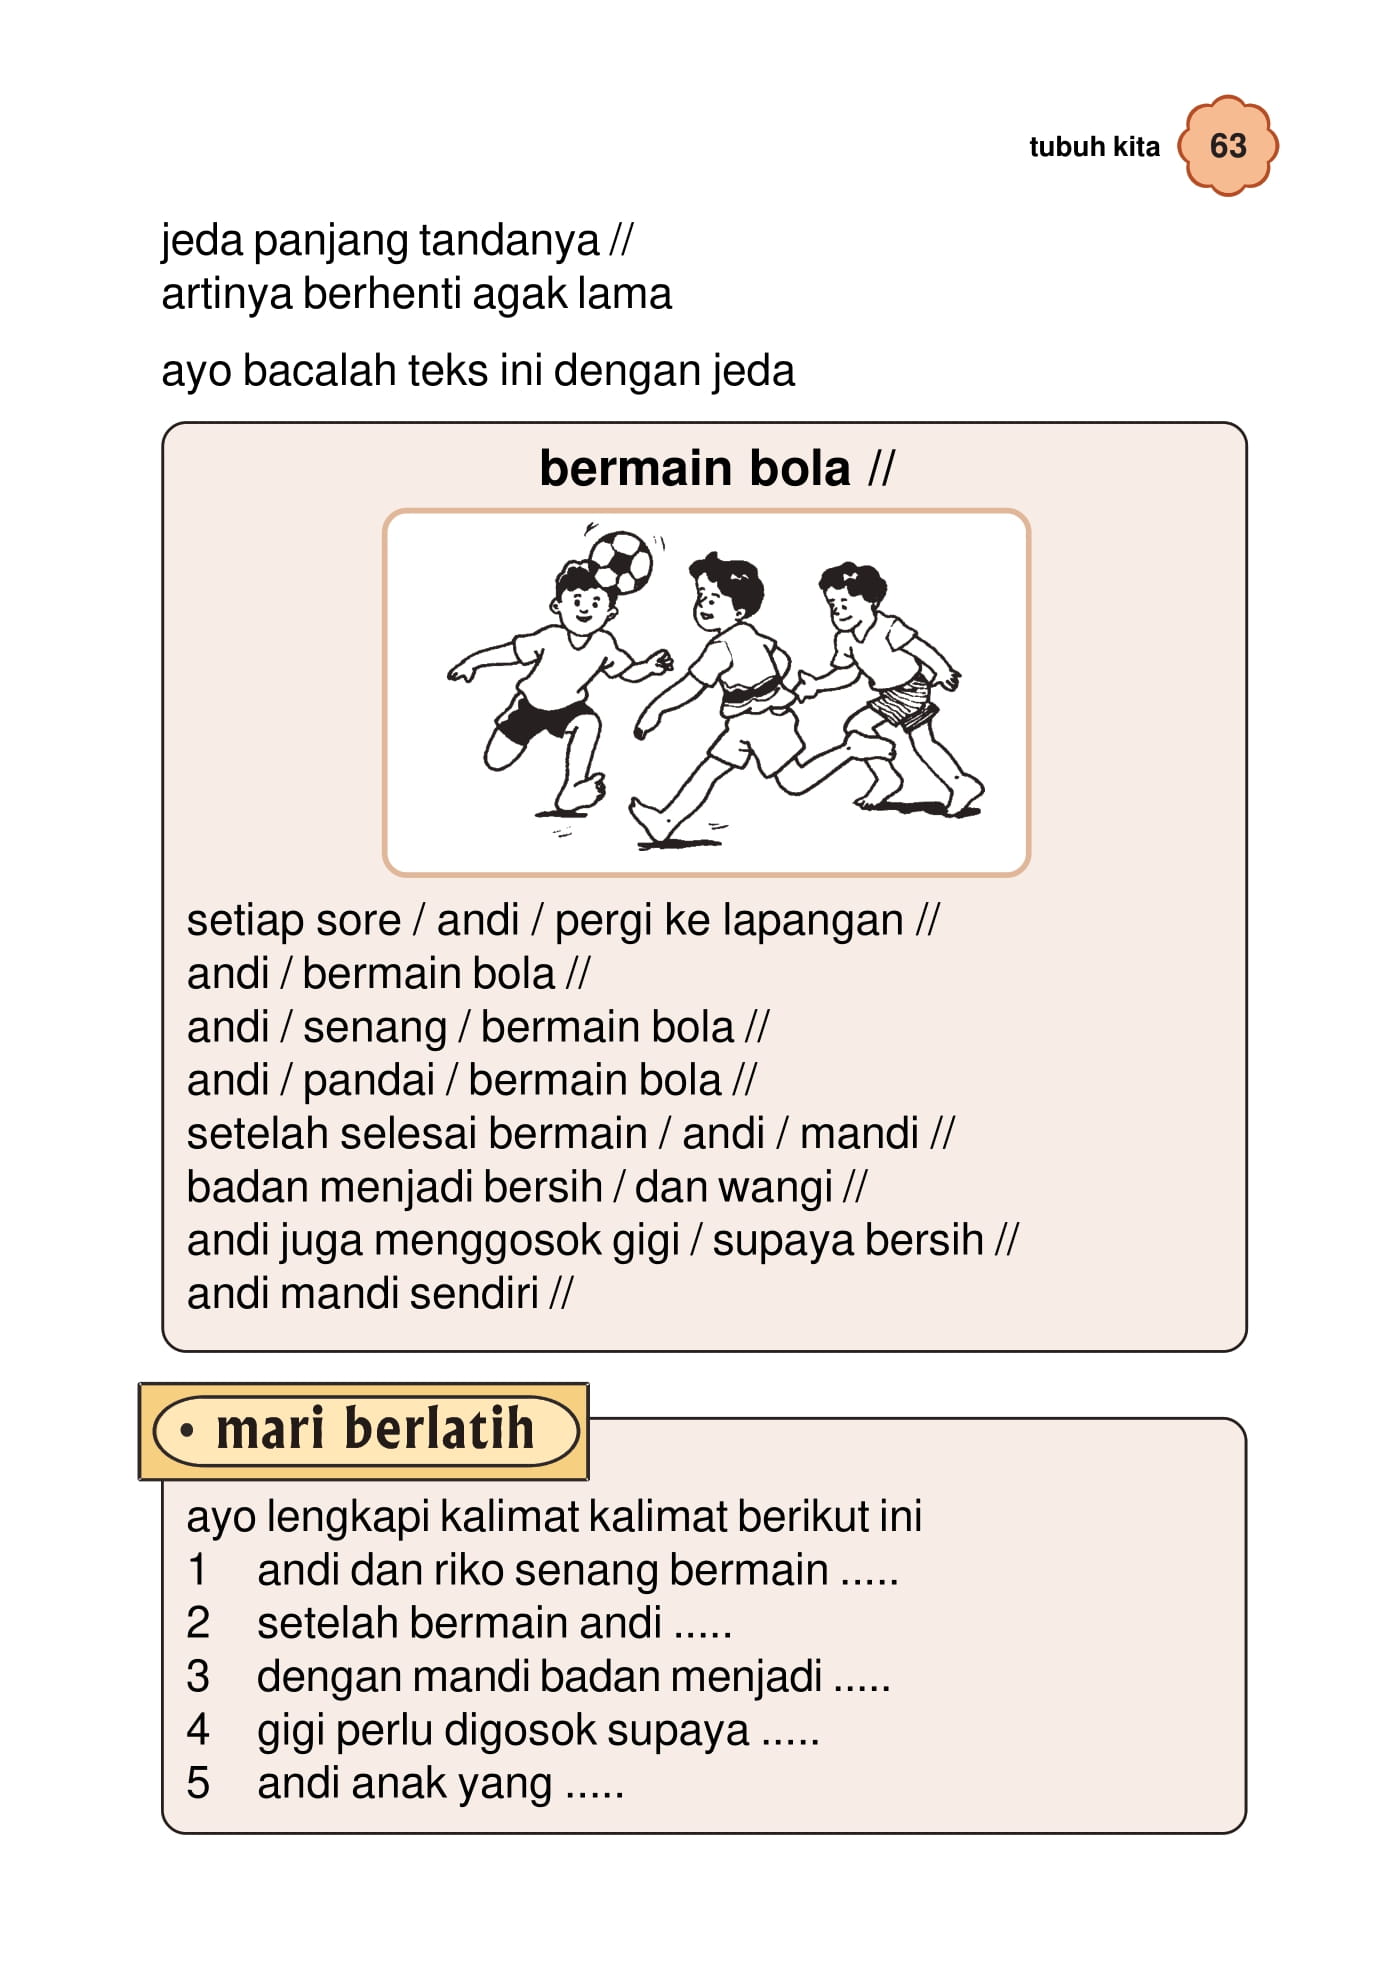 tubuh kita 63
jeda panjang tandanya //
artinya berhenti agak lama
ayo bacalah teks ini dengan jeda
bermain bola //
setiap sore / andi / pergi ke lapangan //
andi / bermain bola //
andi / senang / bermain bola //
andi / pandai / bermain bola //
setelah selesai bermain / andi / mandi //
badan menjadi bersih / dan wangi //
andi juga menggosok gigi / supaya bersih //
andi mandi sendiri //
• mari berlatih
ayo lengkapi kalimat kalimat berikut ini
1 andi dan riko senang bermain .....
2 setelah bermain andi .....
3 dengan mandi badan menjadi .....
4 gigi perlu digosok supaya .....
5 andi anak yang .....